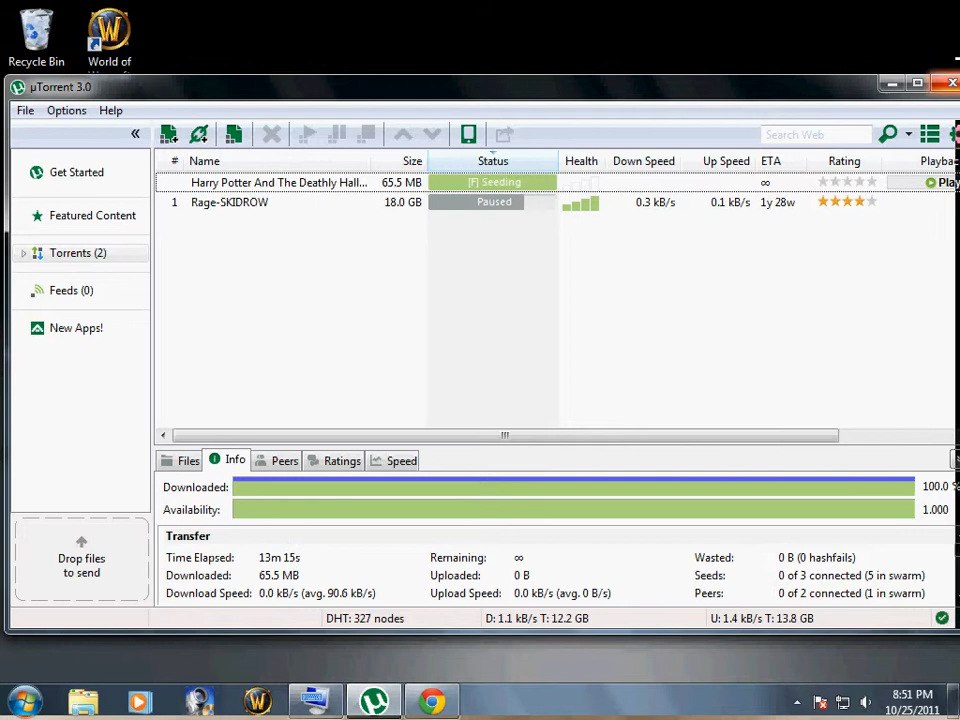 Recycle Bin
World of
µTorrent 3.0
File Options Help
Search Web
# Name Size Status Health Down Speed Up Speed ETA Rating Playba
Harry Potter And The Deathly Hall... 65.5 MB [F] Seeding ∞ Pla
1 Rage-SKIDROW 18.0 GB Paused 0.3 kB/s 0.1 kB/s 1y 28w
Get Started
Featured Content
Torrents (2)
Feeds (0)
New Apps!
Drop files
to send
Files Info Peers Ratings Speed
Downloaded: 100.0 %
Availability: 1.000
Transfer
Time Elapsed: 13m 15s Remaining: ∞ Wasted: 0 B (0 hashfails)
Downloaded: 65.5 MB Uploaded: 0 B Seeds: 0 of 3 connected (5 in swarm)
Download Speed: 0.0 kB/s (avg. 90.6 kB/s) Upload Speed: 0.0 kB/s (avg. 0 B/s) Peers: 0 of 2 connected (1 in swarm)
DHT: 327 nodes D: 1.1 kB/s T: 12.2 GB U: 1.4 kB/s T: 13.8 GB
8:51 PM
10/25/2011